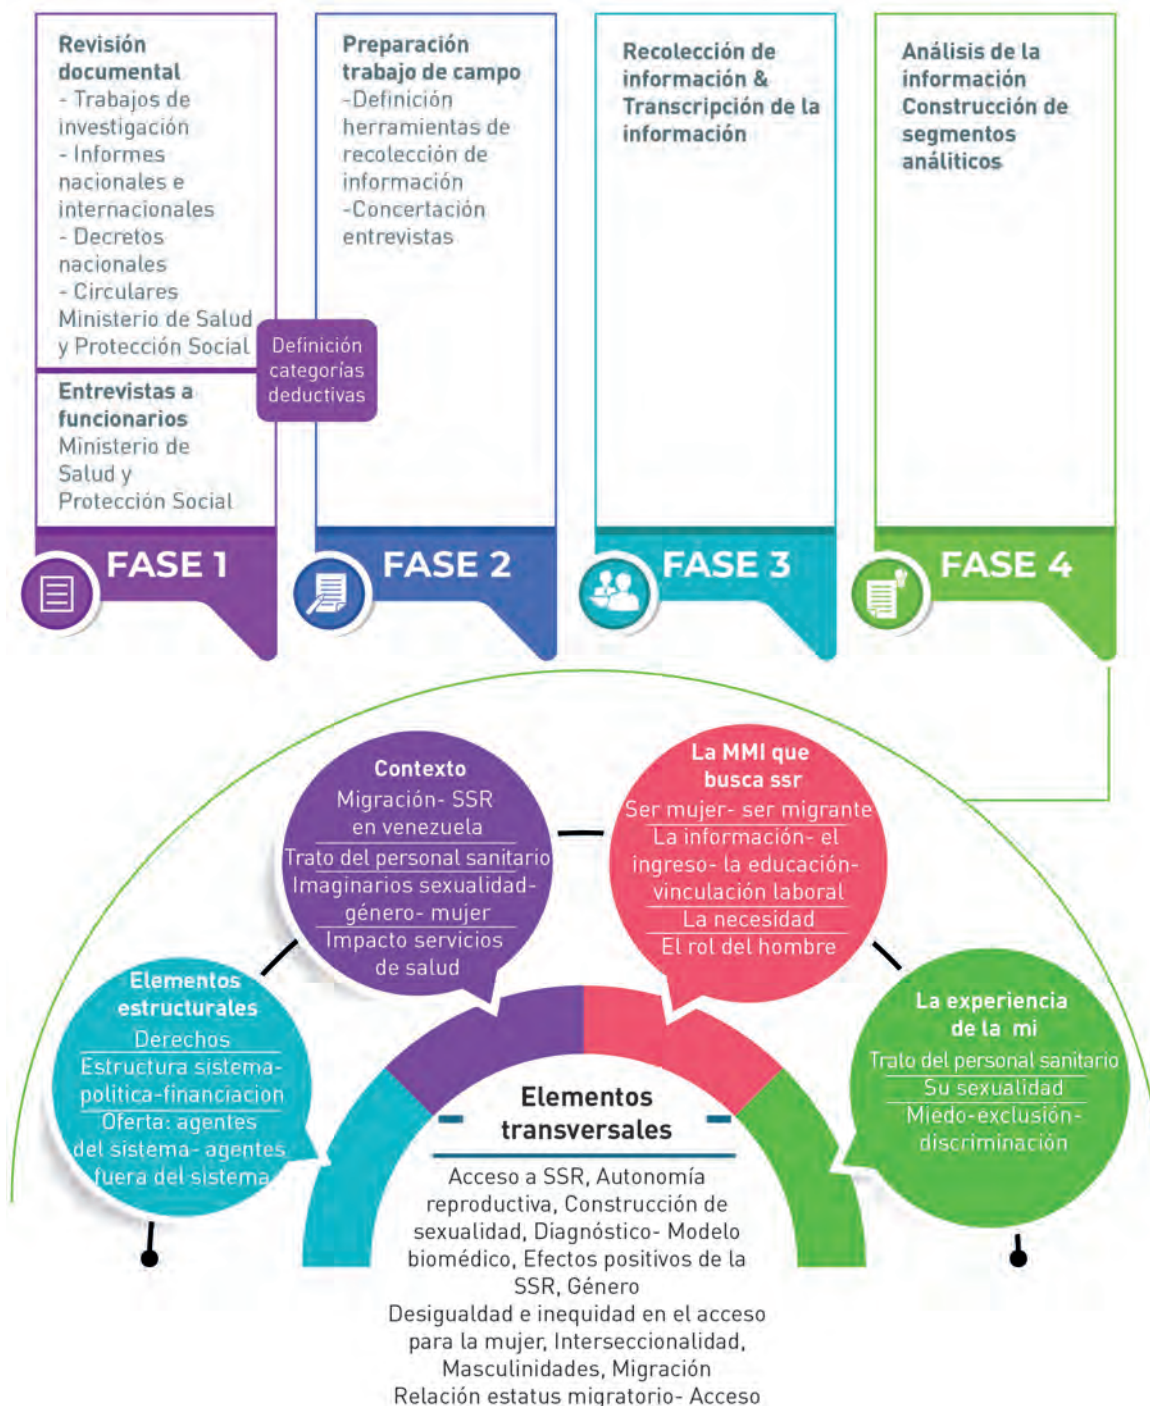 Revisión
documental
- Trabajos de
investigación
- Informes
nacionales e
internacionales
- Decretos
nacionales
- Circulares
Ministerio de Salud
y Protección Social
Entrevistas a
funcionarios
Ministerio de
Salud y
Protección Social
Definición
categorías
deductivas
FASE 1
Preparación
trabajo de campo
-Definición
herramientas de
recolección de
información
-Concertación
entrevistas
FASE 2
Recolección de
información &
Transcripción de la
información
FASE 3
Análisis de la
información
Construcción de
segmentos
análiticos
FASE 4
Elementos
estructurales
Derechos
Estructura sistema-
politica-financiacion
Oferta: agentes
del sistema- agentes
fuera del sistema
Contexto
Migración- SSR
en venezuela
Trato del personal sanitario
Imaginarios sexualidad-
género- mujer
Impacto servicios
de salud
La MMI que
busca ssr
Ser mujer- ser migrante
La información- el
ingreso- la educación-
vinculación laboral
La necesidad
El rol del hombre
La experiencia
de la mi
Trato del personal sanitario
Su sexualidad
Miedo-exclusión-
discriminación
Elementos
transversales
Acceso a SSR, Autonomía
reproductiva, Construcción de
sexualidad, Diagnóstico- Modelo
biomédico, Efectos positivos de la
SSR, Género
Desigualdad e inequidad en el acceso
para la mujer, Interseccionalidad,
Masculinidades, Migración
Relación estatus migratorio- Acceso